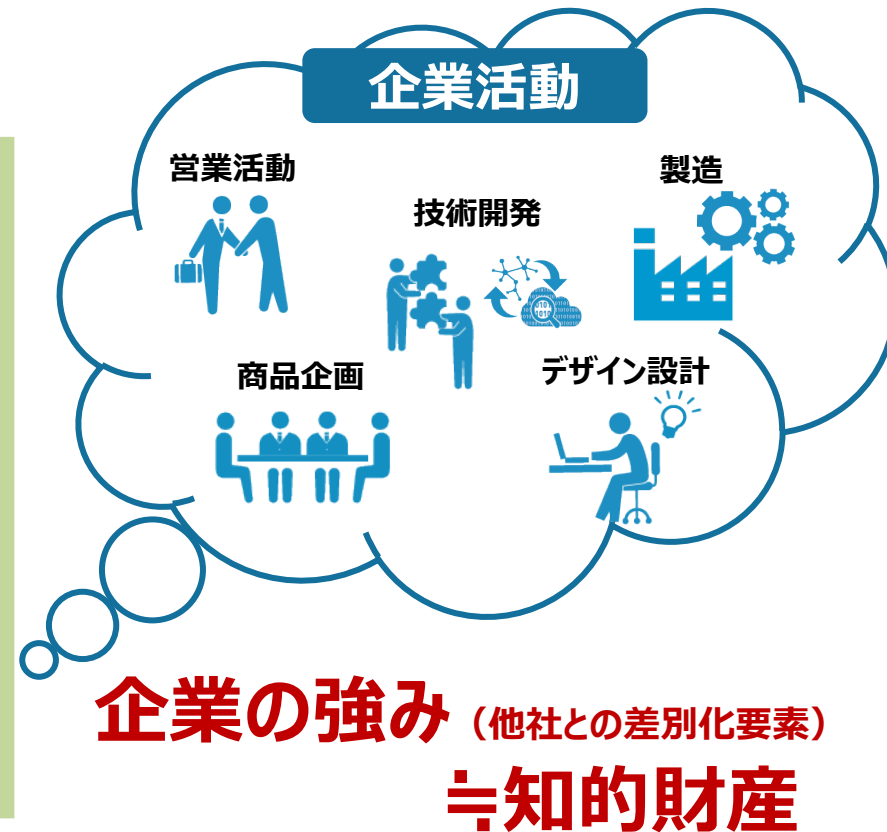 企業活動
営業活動
製造
技術開発
商品企画
デザイン設計
企業の強み（他社との差別化要素）
≒知的財産